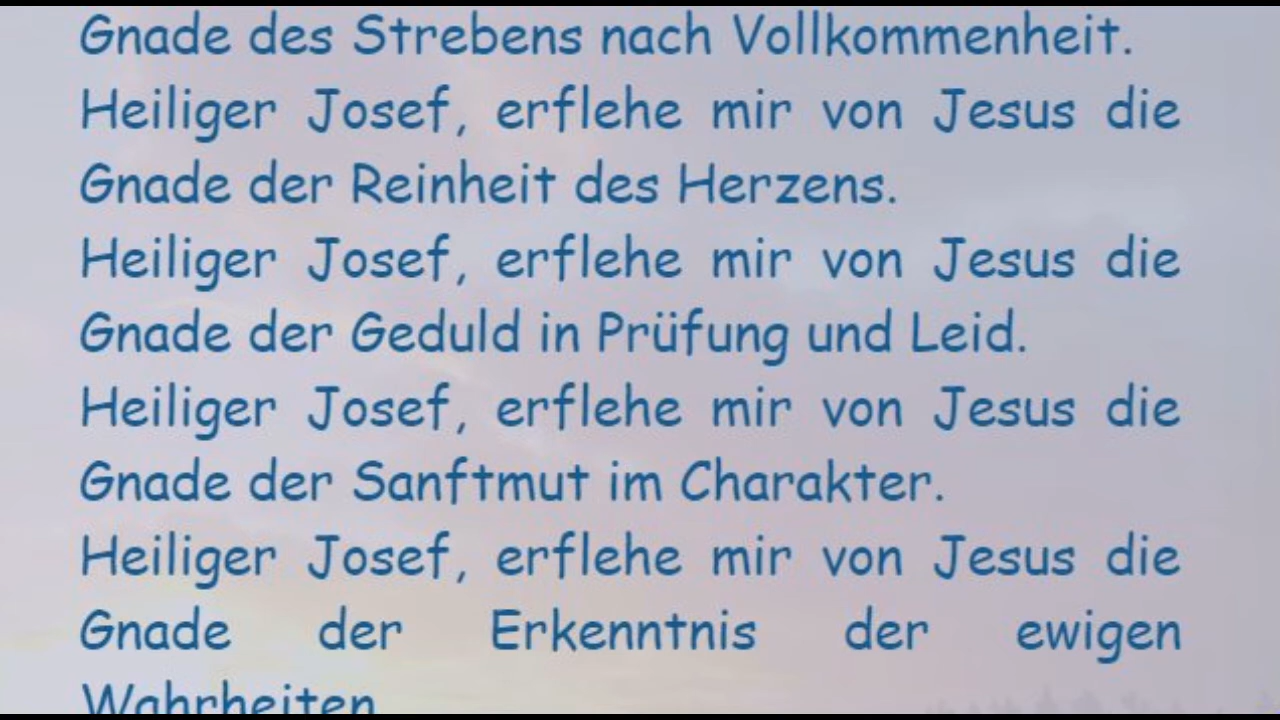 Gnade des Strebens nach Vollkommenheit.
Heiliger Josef, erflehe mir von Jesus die
Gnade der Reinheit des Herzens.
Heiliger Josef, erflehe mir von Jesus die
Gnade der Geduld in Prüfung und Leid.
Heiliger Josef, erflehe mir von Jesus die
Gnade der Sanftmut im Charakter.
Heiliger Josef, erflehe mir von Jesus die
Gnade der Erkenntnis der ewigen
Wahrheiten